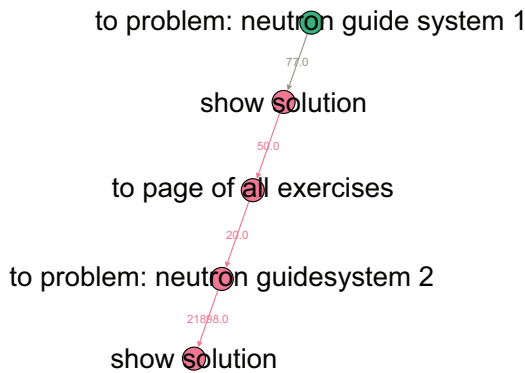 to problem: neutron guide system 1
77.0
show solution
50.0
to page of all exercises
20.0
to problem: neutron guidesystem 2
21898.0
show solution